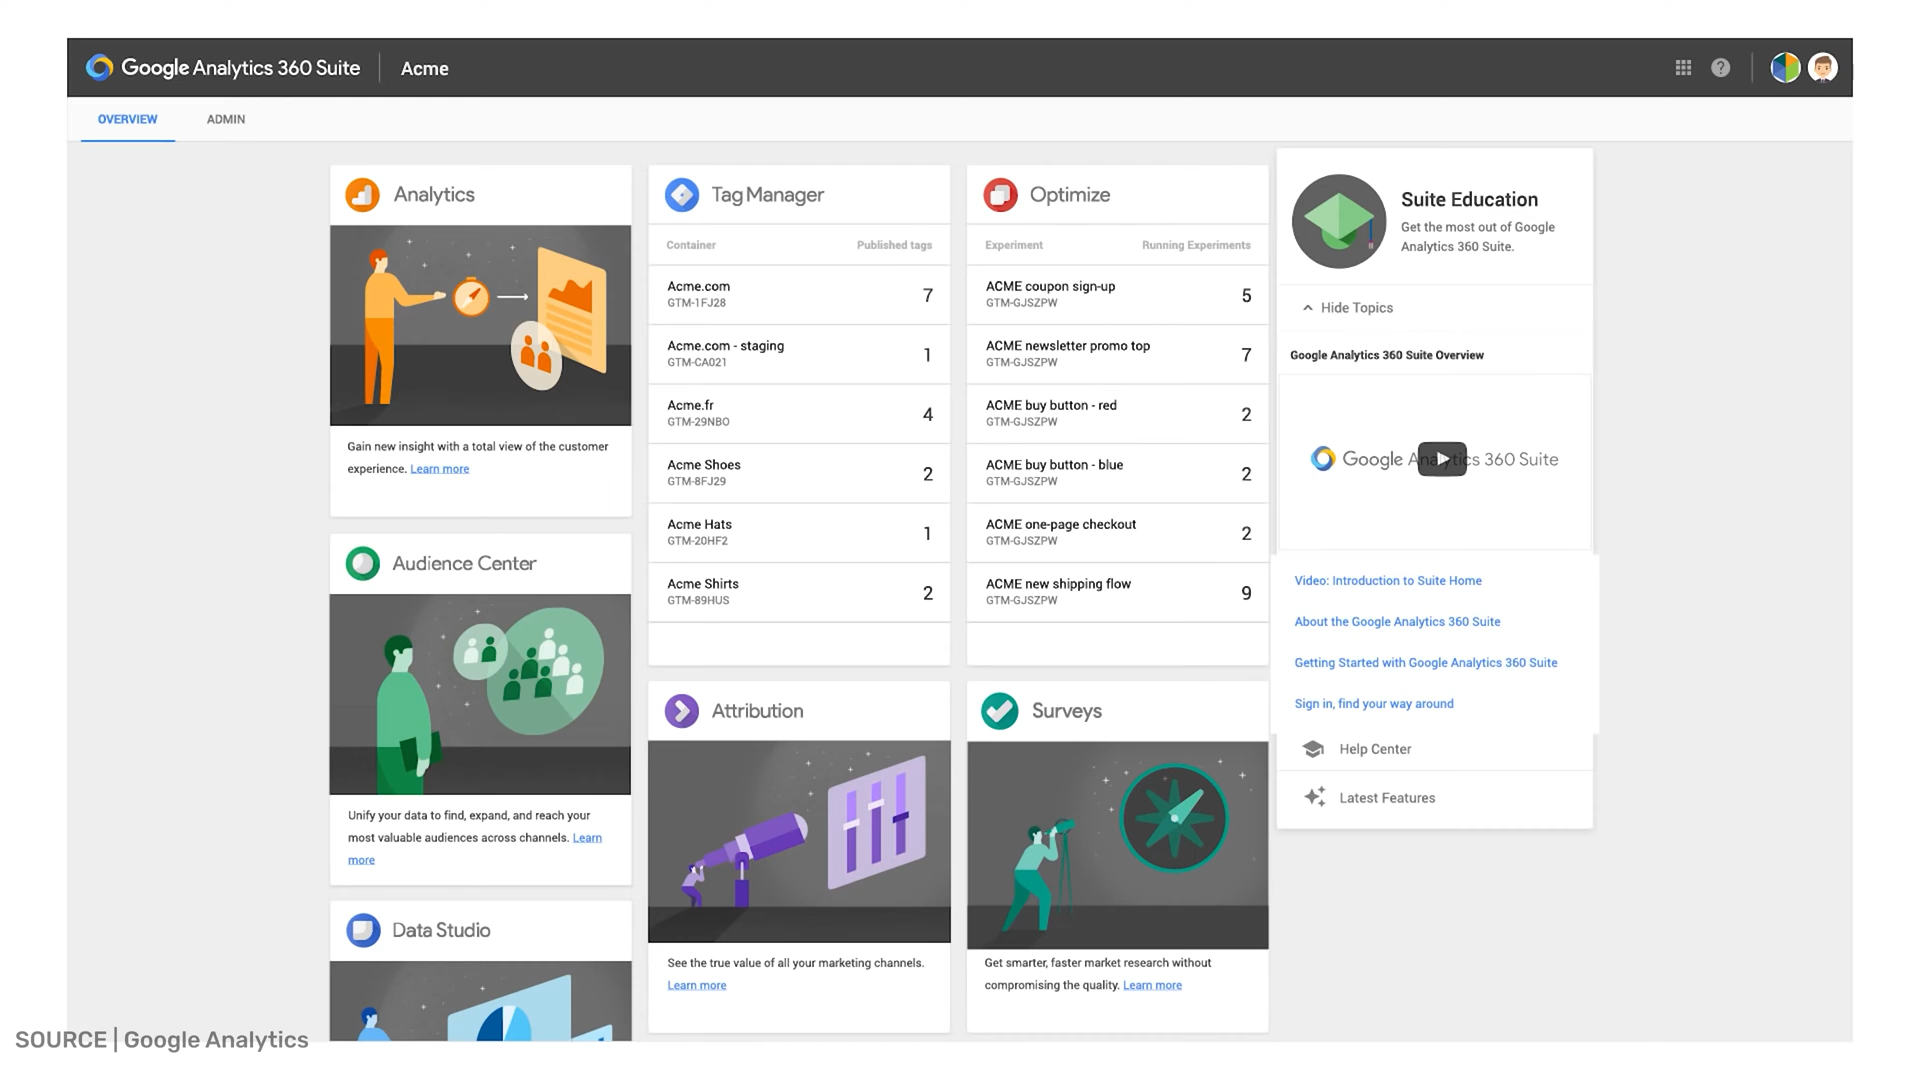 Google Analytics 360 Suite
Acme
OVERVIEW
ADMIN
Analytics
Gain new insight with a total view of the customer
experience. Learn more
Audience Center
Unify your data to find, expand, and reach your
most valuable audiences across channels. Learn
more
Data Studio
Tag Manager
Container Published tags
Acme.com
GTM-1FJ28
7
Acme.com - staging
GTM-CA021
1
Acme.fr
GTM-29NBO
4
Acme Shoes
GTM-8FJ29
2
Acme Hats
GTM-20HF2
1
Acme Shirts
GTM-89HUS
2
Attribution
See the true value of all your marketing channels.
Learn more
Optimize
Experiment Running Experiments
ACME coupon sign-up
GTM-GJSZPW
5
ACME newsletter promo top
GTM-GJSZPW
7
ACME buy button - red
GTM-GJSZPW
2
ACME buy button - blue
GTM-GJSZPW
2
ACME one-page checkout
GTM-GJSZPW
2
ACME new shipping flow
GTM-GJSZPW
9
Surveys
Get smarter, faster market research without
compromising the quality. Learn more
Suite Education
Get the most out of Google
Analytics 360 Suite.
Hide Topics
Google Analytics 360 Suite Overview
Google Analytics 360 Suite
Video: Introduction to Suite Home
About the Google Analytics 360 Suite
Getting Started with Google Analytics 360 Suite
Sign in, find your way around
Help Center
Latest Features
SOURCE | Google Analytics